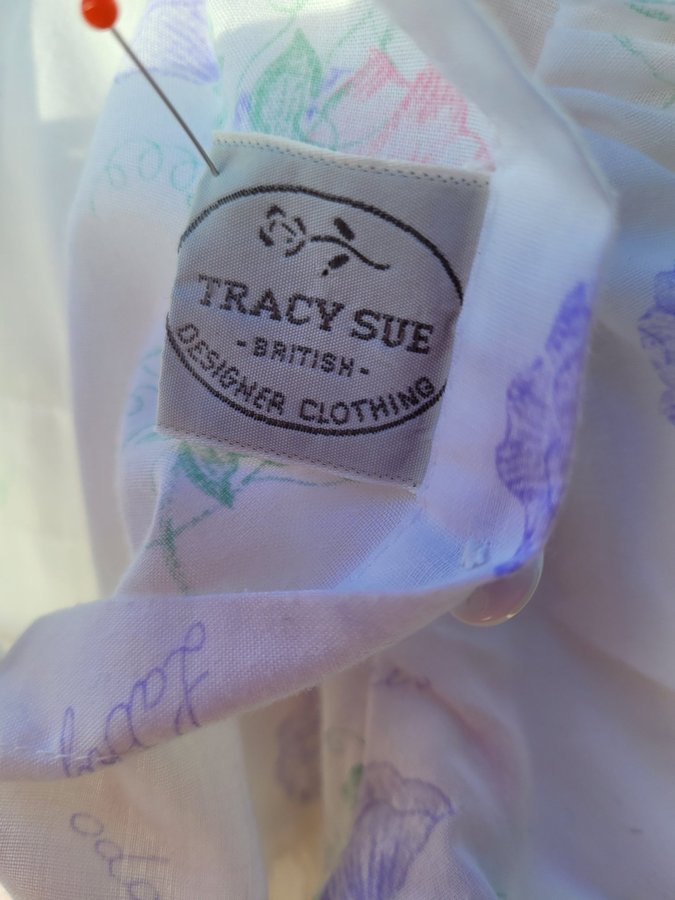 TRACY SUE
- BRITISH -
DESIGNER CLOTHING